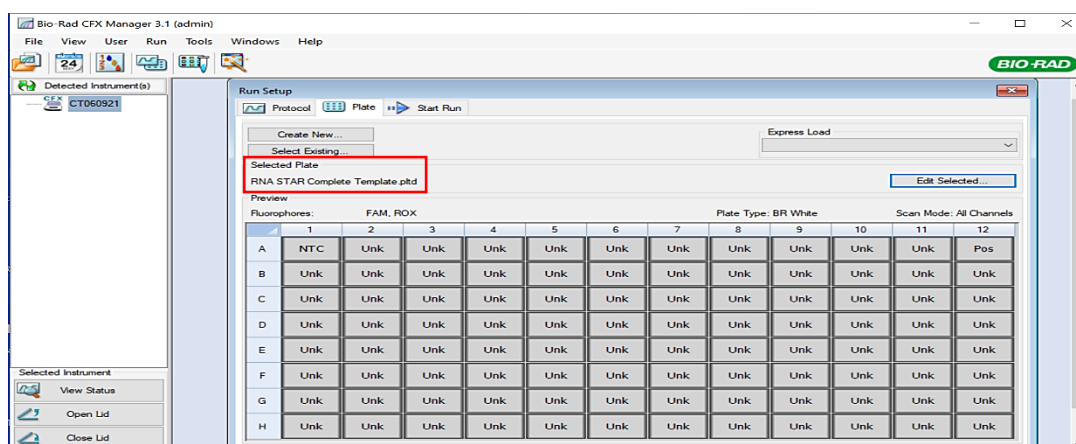 Bio-Rad CFX Manager 3.1 (admin)
File View User Run Tools Windows Help
24
BIO-RAD
Detected Instrument(s)
CFX
CT060921
Run Setup
Protocol Plate Start Run
Create New...
Express Load
Select Existing...
Selected Plate
RNA STAR Complete Template.pltd
Edit Selected...
Preview
Fluorophores: FAM, ROX Plate Type: BR White Scan Mode: All Channels
1 2 3 4 5 6 7 8 9 10 11 12
A NTC Unk Unk Unk Unk Unk Unk Unk Unk Unk Unk Pos
B Unk Unk Unk Unk Unk Unk Unk Unk Unk Unk Unk Unk
C Unk Unk Unk Unk Unk Unk Unk Unk Unk Unk Unk Unk
D Unk Unk Unk Unk Unk Unk Unk Unk Unk Unk Unk Unk
E Unk Unk Unk Unk Unk Unk Unk Unk Unk Unk Unk Unk
F Unk Unk Unk Unk Unk Unk Unk Unk Unk Unk Unk Unk
G Unk Unk Unk Unk Unk Unk Unk Unk Unk Unk Unk Unk
H Unk Unk Unk Unk Unk Unk Unk Unk Unk Unk Unk Unk
Selected Instrument
View Status
Open Lid
Close Lid